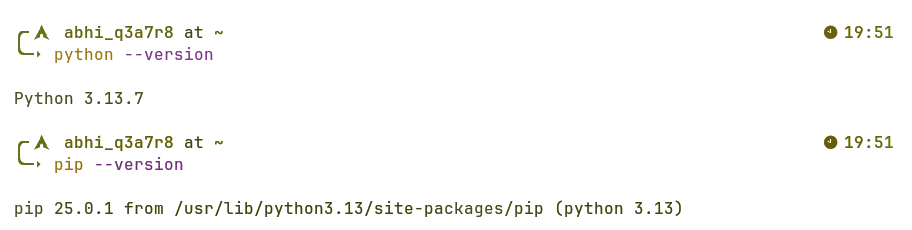 abhi_q3a7r8 at ~ 19:51
python --version
Python 3.13.7
abhi_q3a7r8 at ~ 19:51
pip --version
pip 25.0.1 from /usr/lib/python3.13/site-packages/pip (python 3.13)